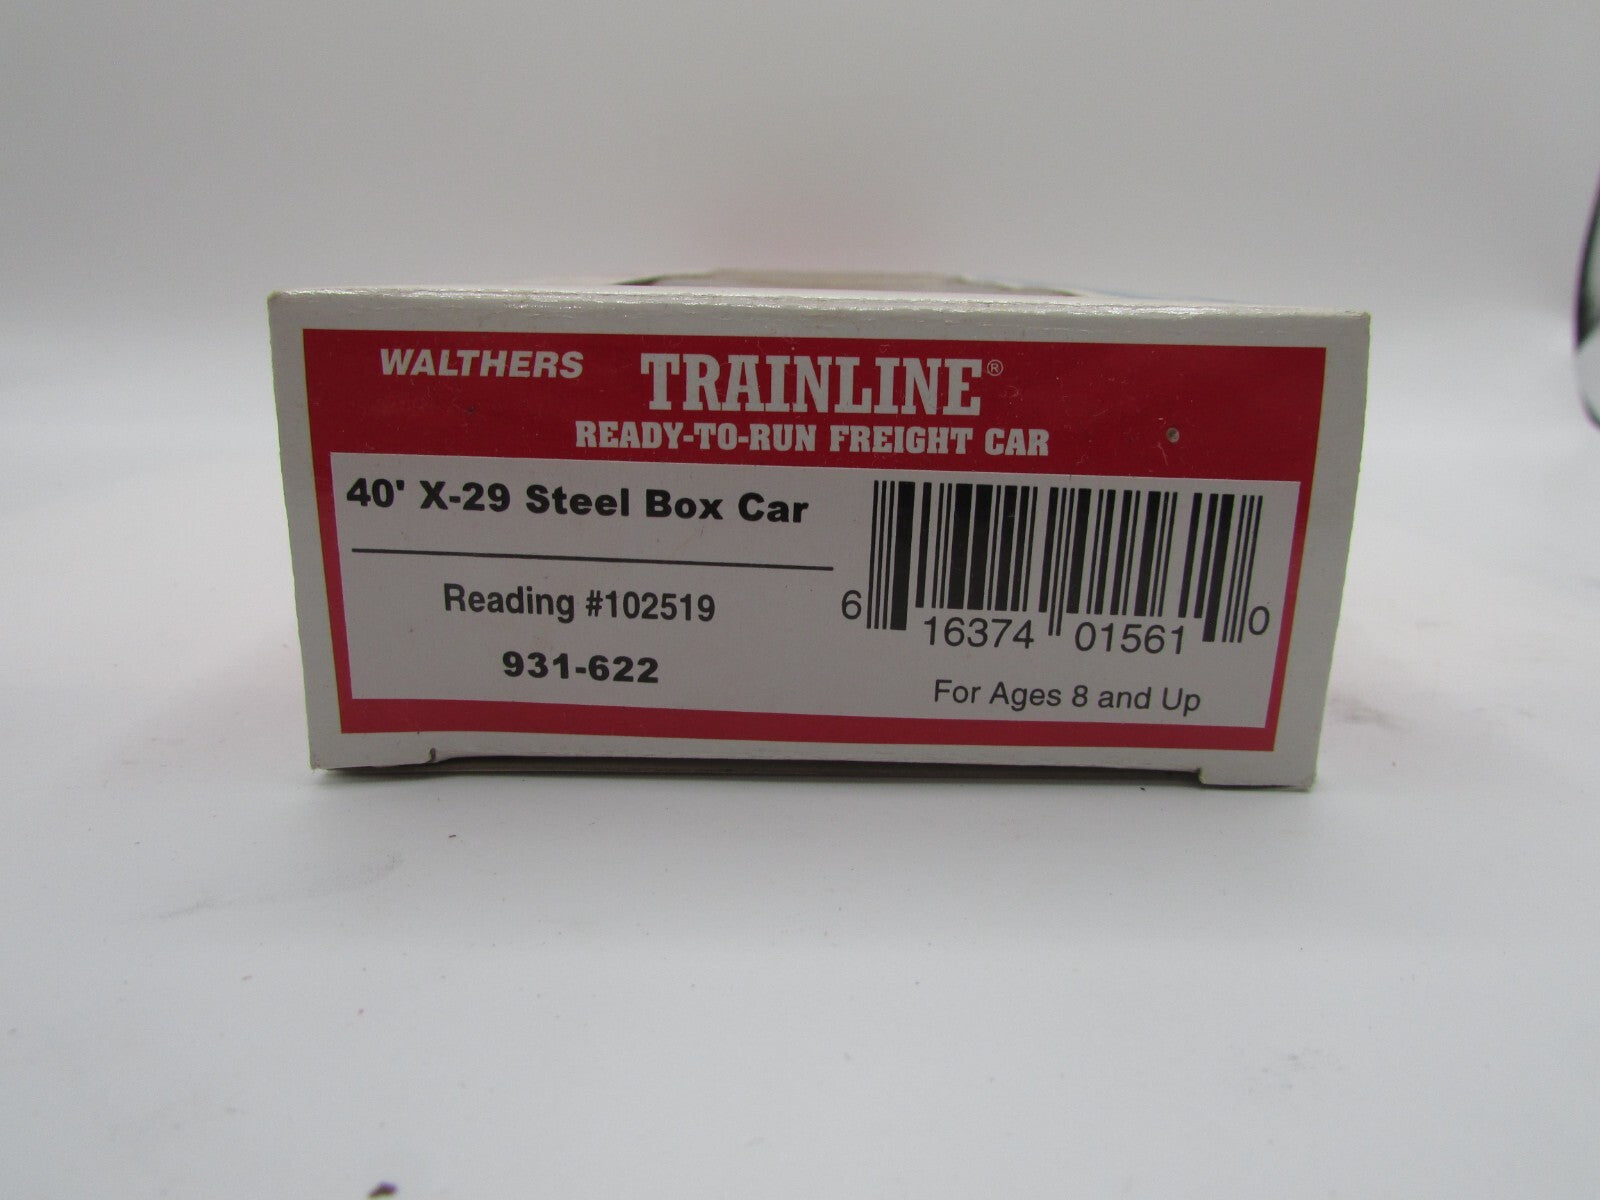 WALTHERS TRAINLINE®
READY-TO-RUN FREIGHT CAR
40' X-29 Steel Box Car
Reading #102519
931-622
6 16374 01561 0
For Ages 8 and Up